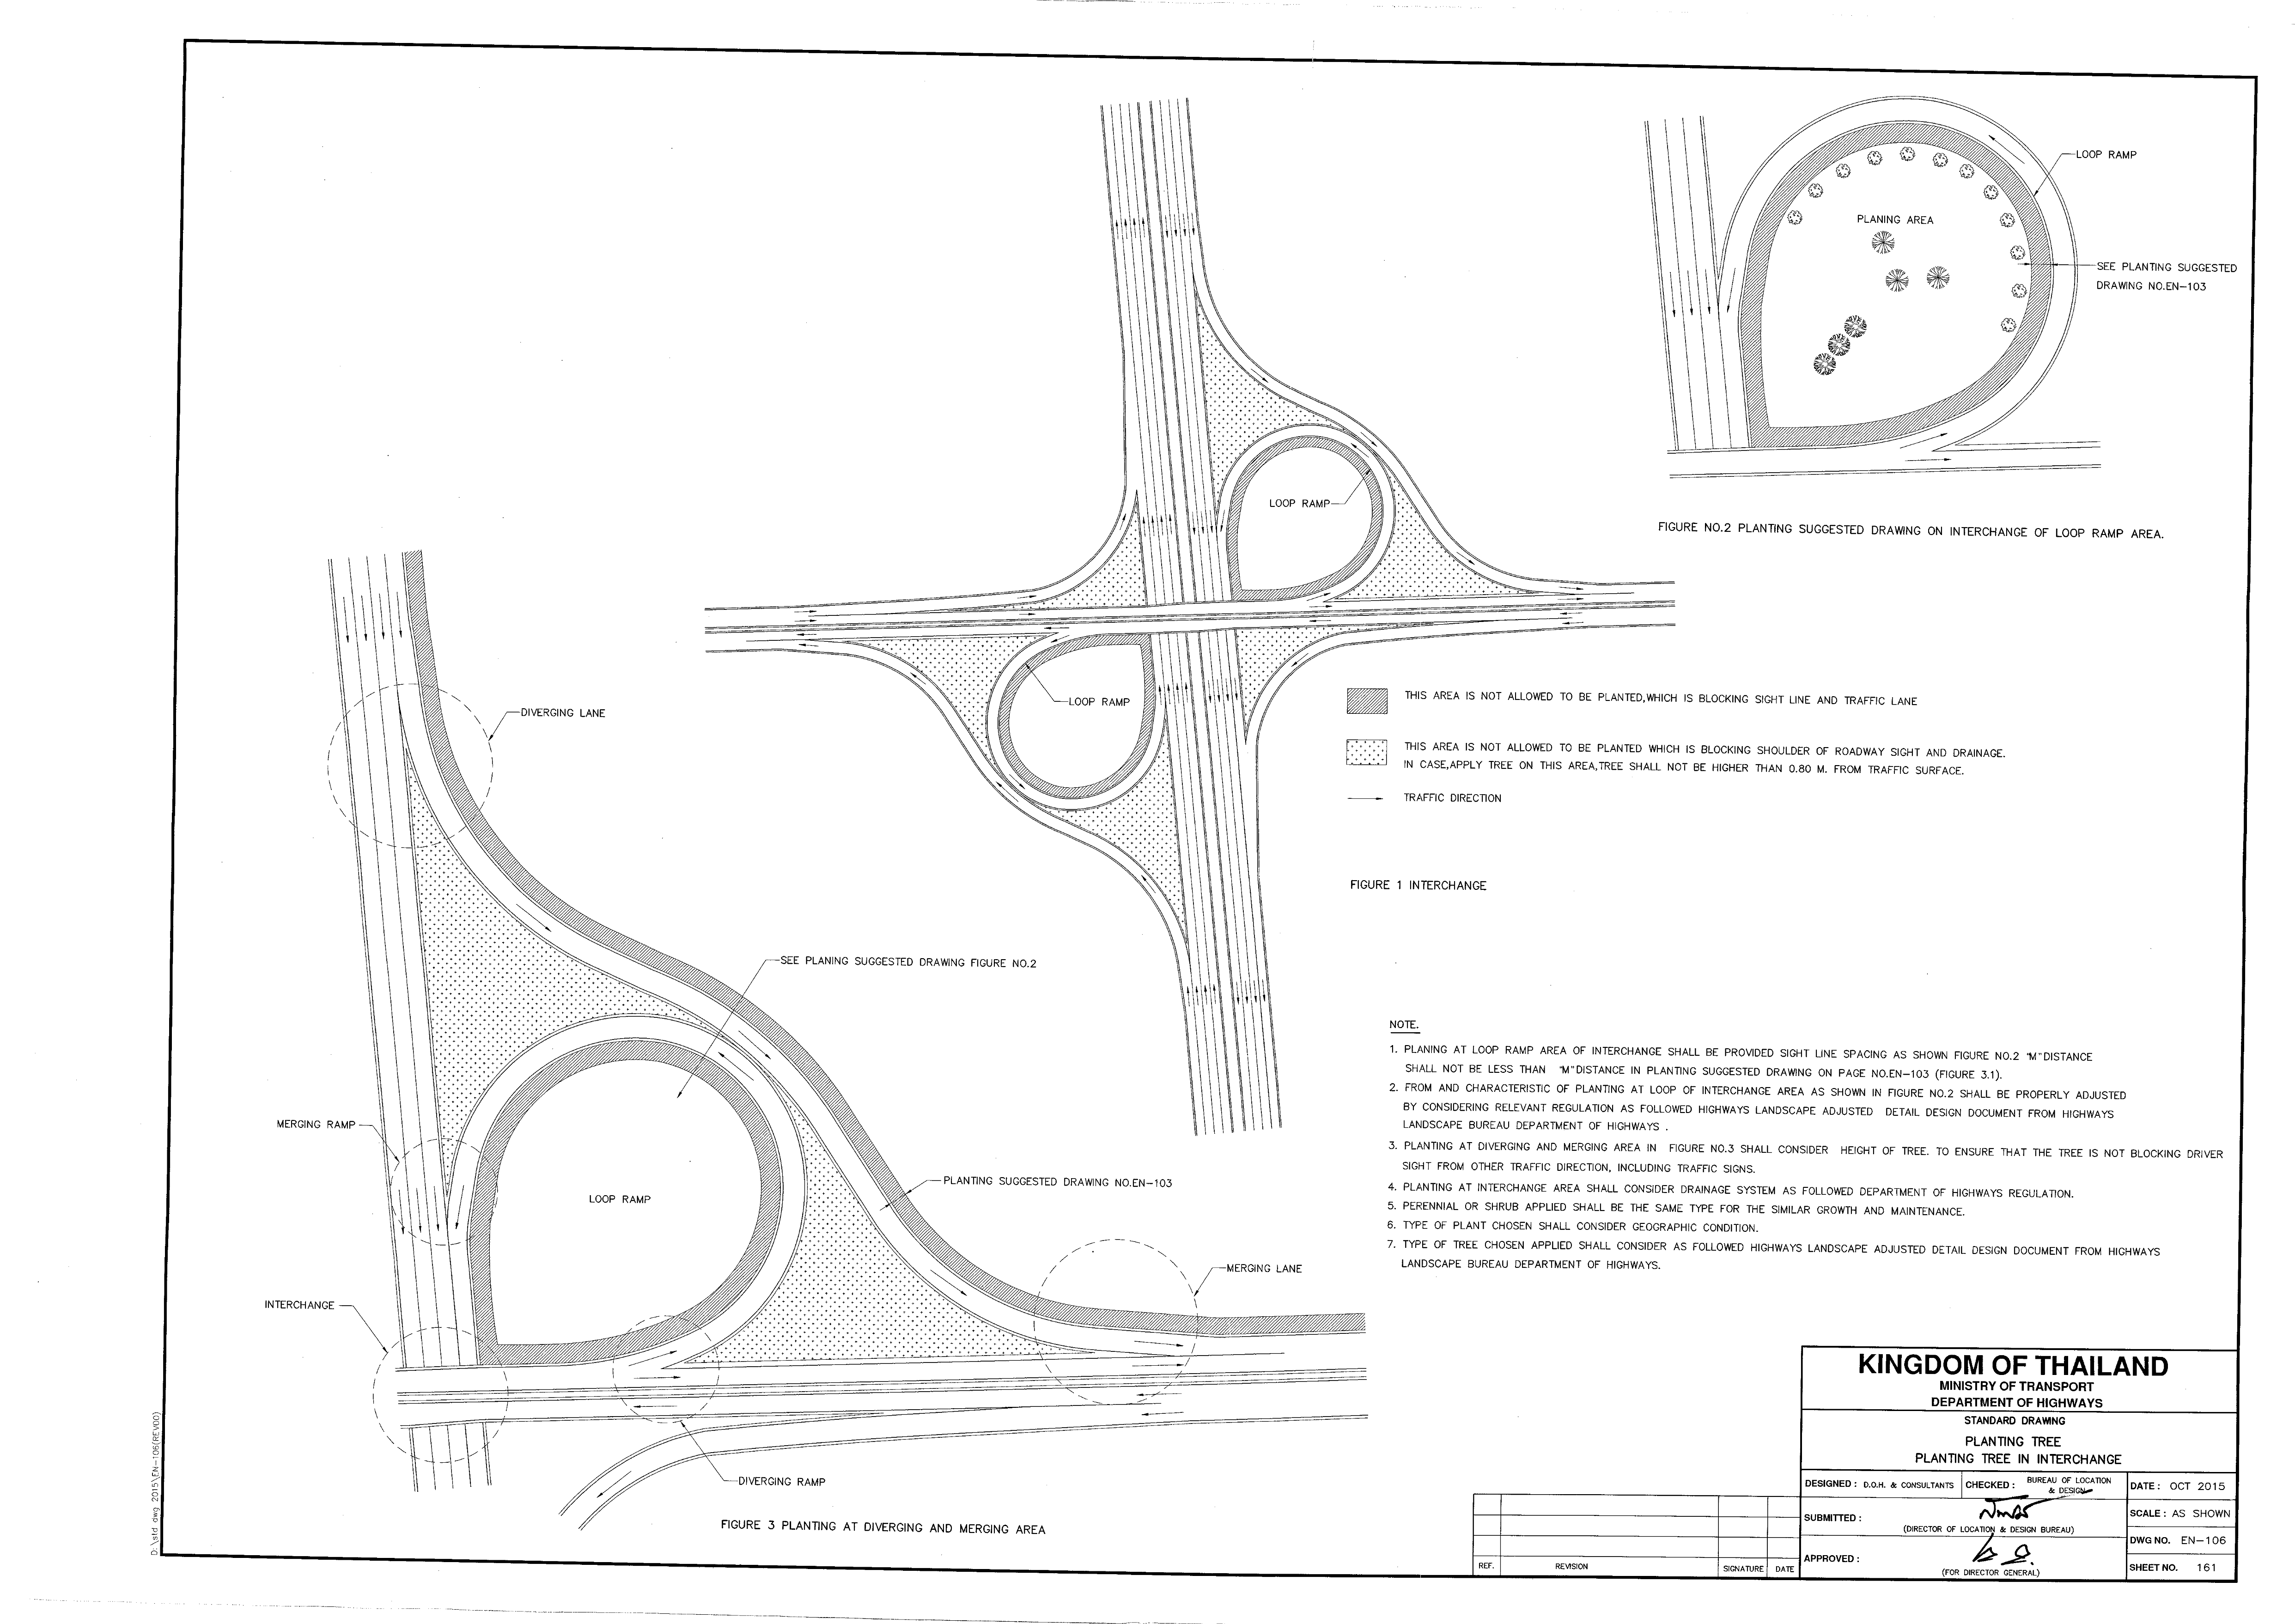 LOOP RAMP
PLANING AREA
SEE PLANTING SUGGESTED
DRAWING NO.EN-103
FIGURE NO.2 PLANTING SUGGESTED DRAWING ON INTERCHANGE OF LOOP RAMP AREA.
LOOP RAMP
LOOP RAMP
THIS AREA IS NOT ALLOWED TO BE PLANTED,WHICH IS BLOCKING SIGHT LINE AND TRAFFIC LANE
THIS AREA IS NOT ALLOWED TO BE PLANTED WHICH IS BLOCKING SHOULDER OF ROADWAY SIGHT AND DRAINAGE.
IN CASE,APPLY TREE ON THIS AREA,TREE SHALL NOT BE HIGHER THAN 0.80 M. FROM TRAFFIC SURFACE.
TRAFFIC DIRECTION
FIGURE 1 INTERCHANGE
DIVERGING LANE
SEE PLANING SUGGESTED DRAWING FIGURE NO.2
MERGING RAMP
LOOP RAMP
PLANTING SUGGESTED DRAWING NO.EN-103
MERGING LANE
INTERCHANGE
DIVERGING RAMP
FIGURE 3 PLANTING AT DIVERGING AND MERGING AREA
NOTE.
1. PLANING AT LOOP RAMP AREA OF INTERCHANGE SHALL BE PROVIDED SIGHT LINE SPACING AS SHOWN FIGURE NO.2 "M"DISTANCE
SHALL NOT BE LESS THAN "M"DISTANCE IN PLANTING SUGGESTED DRAWING ON PAGE NO.EN-103 (FIGURE 3.1).
2. FROM AND CHARACTERISTIC OF PLANTING AT LOOP OF INTERCHANGE AREA AS SHOWN IN FIGURE NO.2 SHALL BE PROPERLY ADJUSTED
BY CONSIDERING RELEVANT REGULATION AS FOLLOWED HIGHWAYS LANDSCAPE ADJUSTED DETAIL DESIGN DOCUMENT FROM HIGHWAYS
LANDSCAPE BUREAU DEPARTMENT OF HIGHWAYS .
3. PLANTING AT DIVERGING AND MERGING AREA IN FIGURE NO.3 SHALL CONSIDER HEIGHT OF TREE. TO ENSURE THAT THE TREE IS NOT BLOCKING DRIVER
SIGHT FROM OTHER TRAFFIC DIRECTION, INCLUDING TRAFFIC SIGNS.
4. PLANTING AT INTERCHANGE AREA SHALL CONSIDER DRAINAGE SYSTEM AS FOLLOWED DEPARTMENT OF HIGHWAYS REGULATION.
5. PERENNIAL OR SHRUB APPLIED SHALL BE THE SAME TYPE FOR THE SIMILAR GROWTH AND MAINTENANCE.
6. TYPE OF PLANT CHOSEN SHALL CONSIDER GEOGRAPHIC CONDITION.
7. TYPE OF TREE CHOSEN APPLIED SHALL CONSIDER AS FOLLOWED HIGHWAYS LANDSCAPE ADJUSTED DETAIL DESIGN DOCUMENT FROM HIGHWAYS
LANDSCAPE BUREAU DEPARTMENT OF HIGHWAYS.
KINGDOM OF THAILAND
MINISTRY OF TRANSPORT
DEPARTMENT OF HIGHWAYS
STANDARD DRAWING
PLANTING TREE
PLANTING TREE IN INTERCHANGE
DESIGNED : D.O.H. & CONSULTANTS
CHECKED : BUREAU OF LOCATION
& DESIGN
DATE : OCT 2015
SUBMITTED :
(DIRECTOR OF LOCATION & DESIGN BUREAU)
SCALE : AS SHOWN
APPROVED :
(FOR DIRECTOR GENERAL)
DWG NO. EN-106
SHEET NO. 161
REF. REVISION SIGNATURE DATE
D:\std dwg 2015\EN-106(REV00)